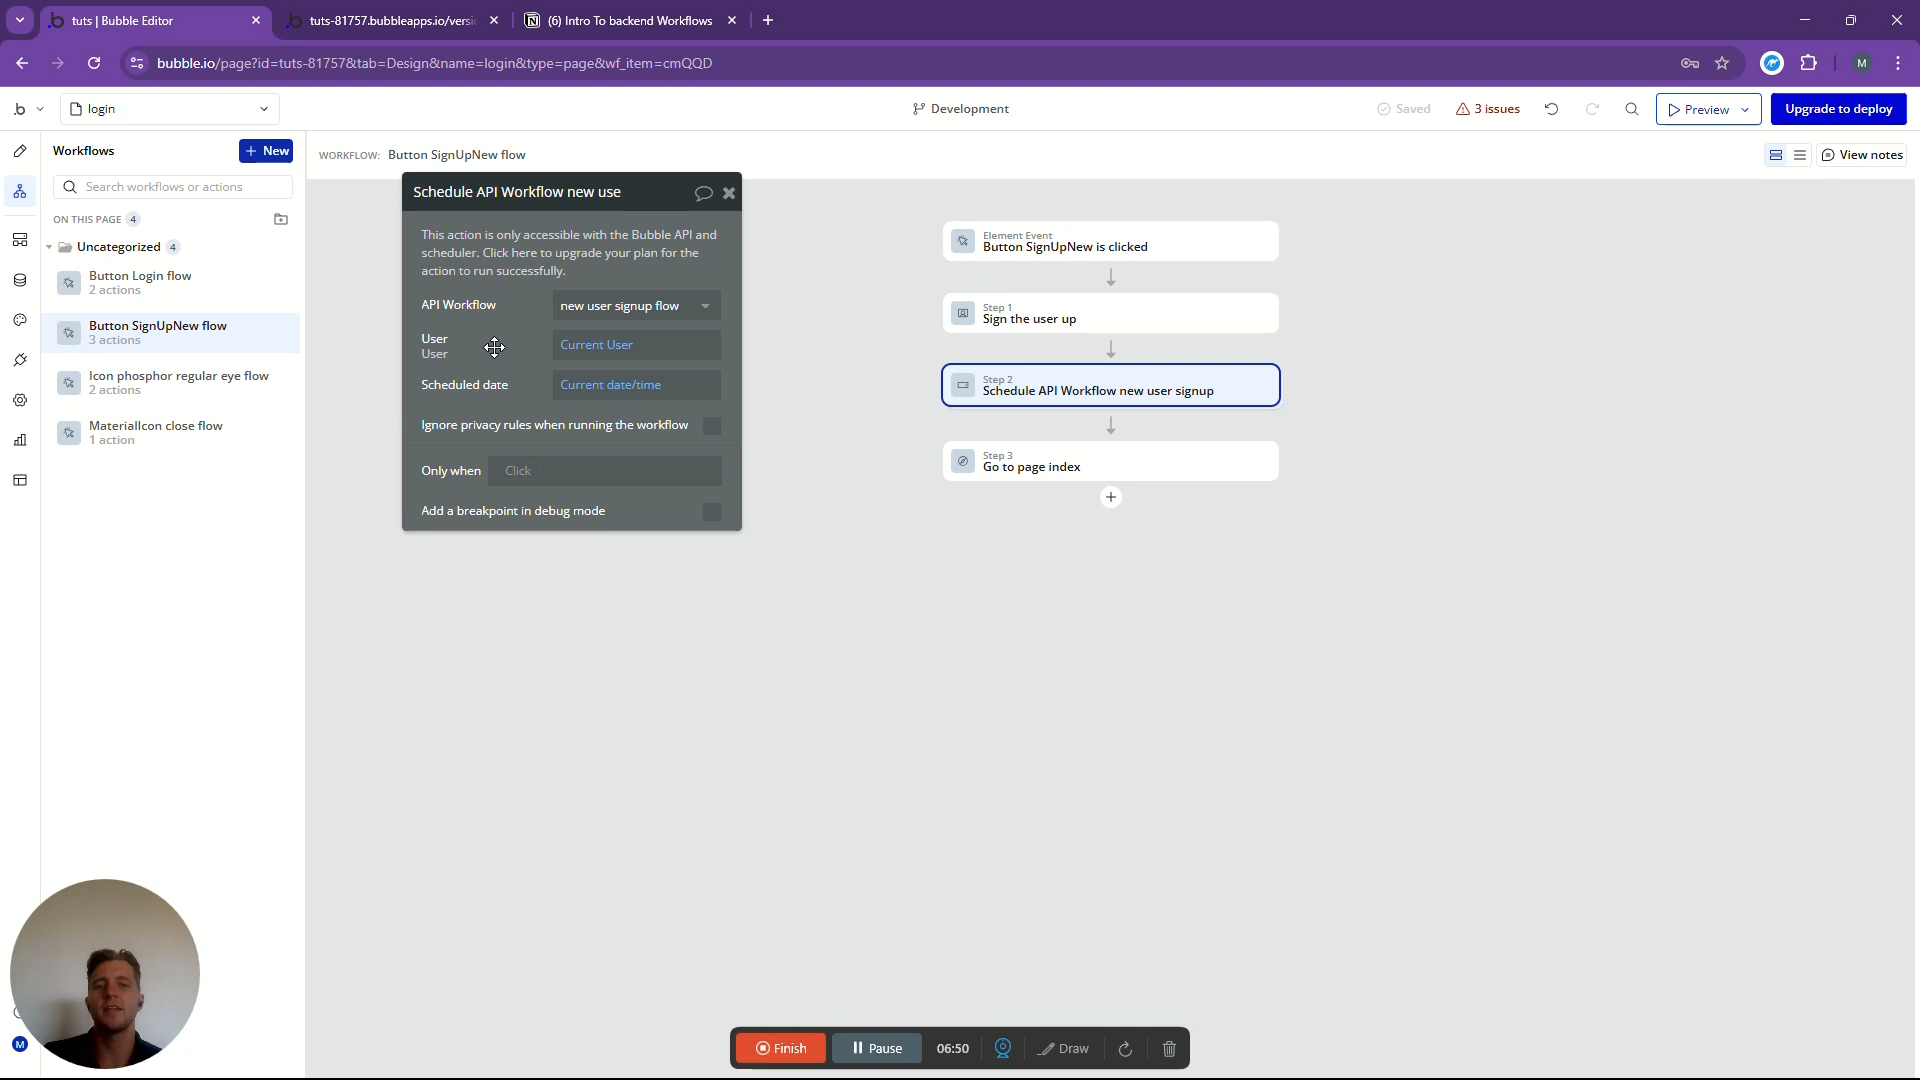 tuts | Bubble Editor
tuts-81757.bubbleapps.io/versi
(6) Intro To backend Workflows
bubble.io/page?id=tuts-81757&tab=Design&name=login&type=page&wf_item=cmQQD
M
login
Development
Saved
3 issues
Preview
Upgrade to deploy
Workflows
New
WORKFLOW: Button SignUpNew flow
View notes
Search workflows or actions
ON THIS PAGE 4
Uncategorized 4
Button Login flow
2 actions
Button SignUpNew flow
3 actions
Icon phosphor regular eye flow
2 actions
MaterialIcon close flow
1 action
Schedule API Workflow new use
This action is only accessible with the Bubble API and
scheduler. Click here to upgrade your plan for the
action to run successfully.
API Workflow
new user signup flow
User
User
Current User
Scheduled date
Current date/time
Ignore privacy rules when running the workflow
Only when
Click
Add a breakpoint in debug mode
Element Event
Button SignUpNew is clicked
Step 1
Sign the user up
Step 2
Schedule API Workflow new user signup
Step 3
Go to page index
M
Finish
Pause
06:50
Draw